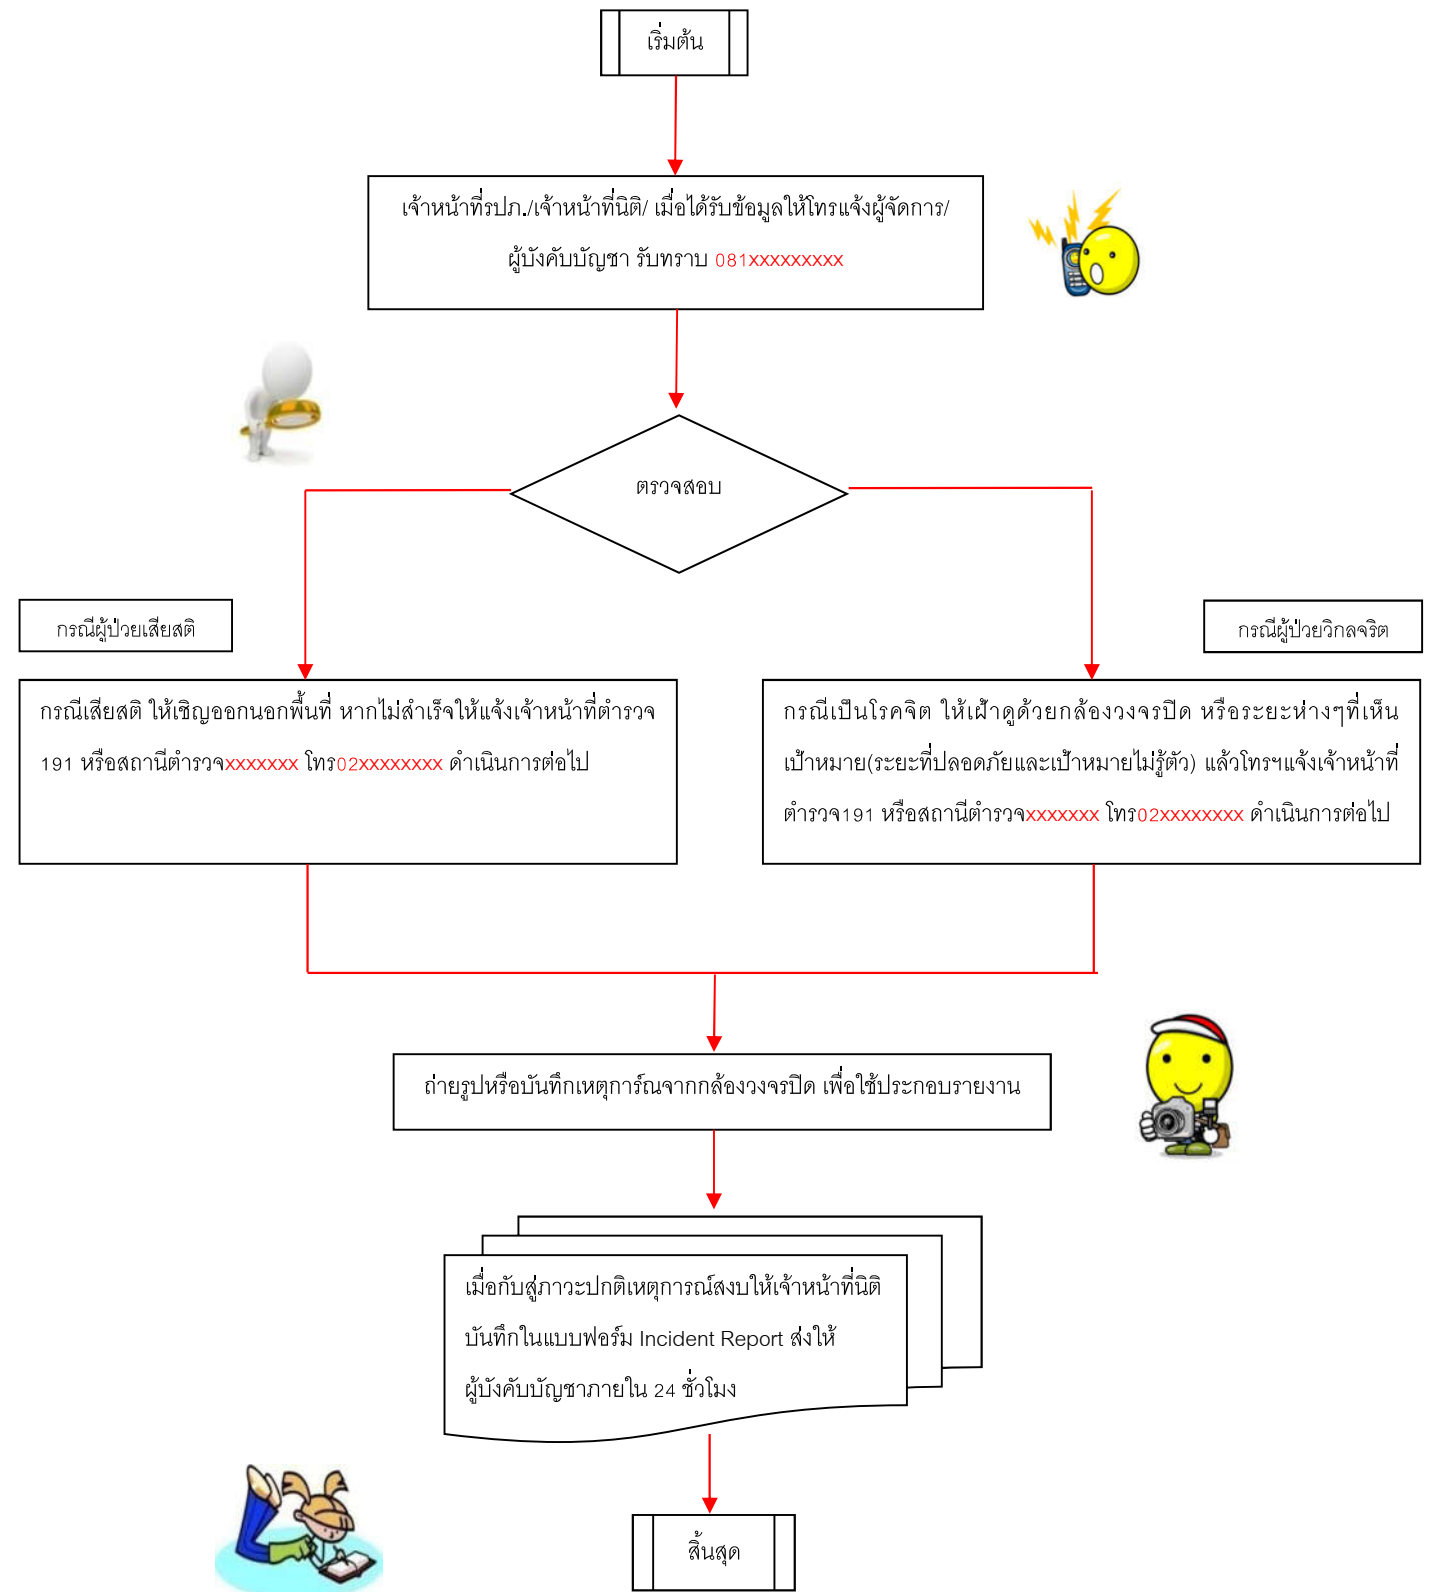 เริ่มต้น
เจ้าหน้าที่รปภ./เจ้าหน้าที่นิติ/ เมื่อได้รับข้อมูลให้โทรแจ้งผู้จัดการ/
ผู้บังคับบัญชา รับทราบ 081xxxxxxxxx
ตรวจสอบ
กรณีผู้ป่วยเสียสติ
กรณีผู้ป่วยวิกลจริต
กรณีเสียสติ ให้เชิญออกนอกพื้นที่ หากไม่สำเร็จให้แจ้งเจ้าหน้าที่ตำรวจ
191 หรือสถานีตำรวจxxxxxxx โทร02xxxxxxxx ดำเนินการต่อไป
กรณีเป็นโรคจิต ให้เฝ้าดูด้วยกล้องวงจรปิด หรือระยะห่างๆที่เห็น
เป้าหมาย(ระยะที่ปลอดภัยและเป้าหมายไม่รู้ตัว) แล้วโทรฯแจ้งเจ้าหน้าที่
ตำรวจ191 หรือสถานีตำรวจxxxxxxx โทร02xxxxxxxx ดำเนินการต่อไป
ถ่ายรูปหรือบันทึกเหตุการ์ณจากกล้องวงจรปิด เพื่อใช้ประกอบรายงาน
เมื่อกับสู่ภาวะปกติเหตุการณ์สงบให้เจ้าหน้าที่นิติ
บันทึกในแบบฟอร์ม Incident Report ส่งให้
ผู้บังคับบัญชาภายใน 24 ชั่วโมง
สิ้นสุด